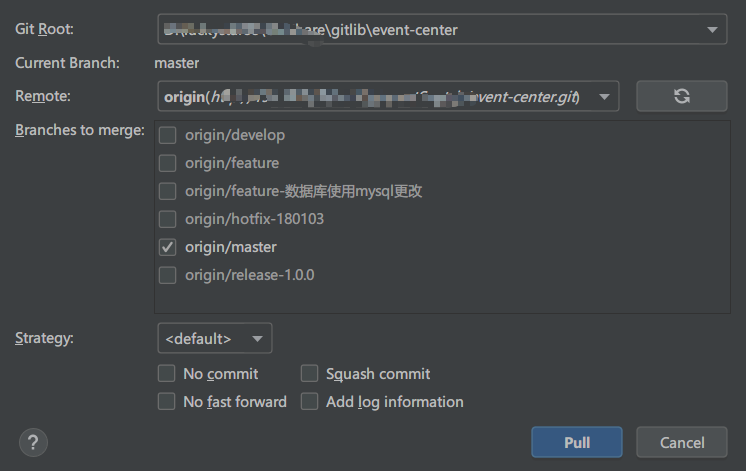 Git Root: hare\gitlib\event-center
Current Branch: master
Remote: origin( event-center.git)
Branches to merge: origin/develop
origin/feature
origin/feature-数据库使用mysql更改
origin/hotfix-180103
origin/master
origin/release-1.0.0
Strategy: <default>
No commit Squash commit
No fast forward Add log information
? Pull Cancel